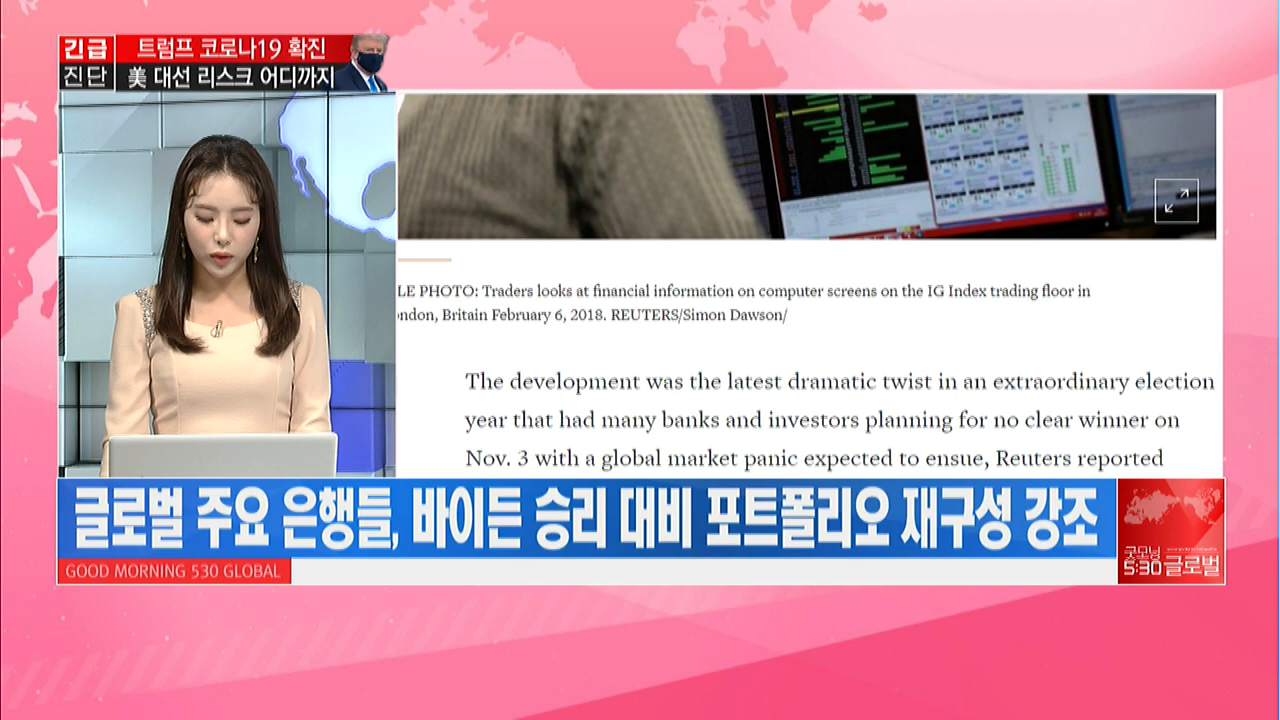 긴급
트럼프 코로나19 확진
진단
美 대선 리스크 어디까지
LE PHOTO: Traders looks at financial information on computer screens on the IG Index trading floor in
ondon, Britain February 6, 2018. REUTERS/Simon Dawson/
The development was the latest dramatic twist in an extraordinary election
year that had many banks and investors planning for no clear winner on
Nov. 3 with a global market panic expected to ensue, Reuters reported
글로벌 주요 은행들, 바이든 승리 대비 포트폴리오 재구성 강조
GOOD MORNING 530 GLOBAL
굿모닝
5:30 글로벌